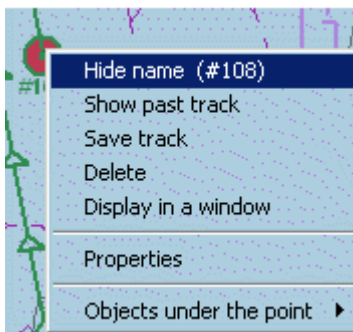 Hide name (#108)
Show past track
Save track
Delete
Display in a window
Properties
Objects under the point